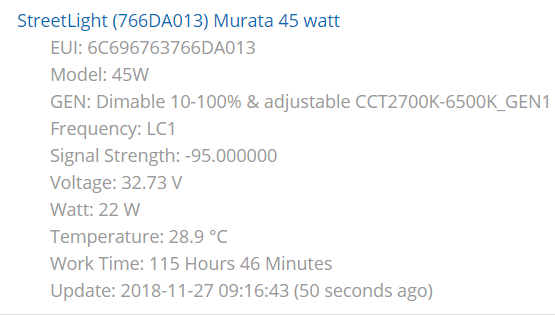 StreetLight (766DA013) Murata 45 watt
EUI: 6C696763766DA013
Model: 45W
GEN: Dimable 10-100% & adjustable CCT2700K-6500K_GEN1
Frequency: LC1
Signal Strength: -95.000000
Voltage: 32.73 V
Watt: 22 W
Temperature: 28.9 °C
Work Time: 115 Hours 46 Minutes
Update: 2018-11-27 09:16:43 (50 seconds ago)